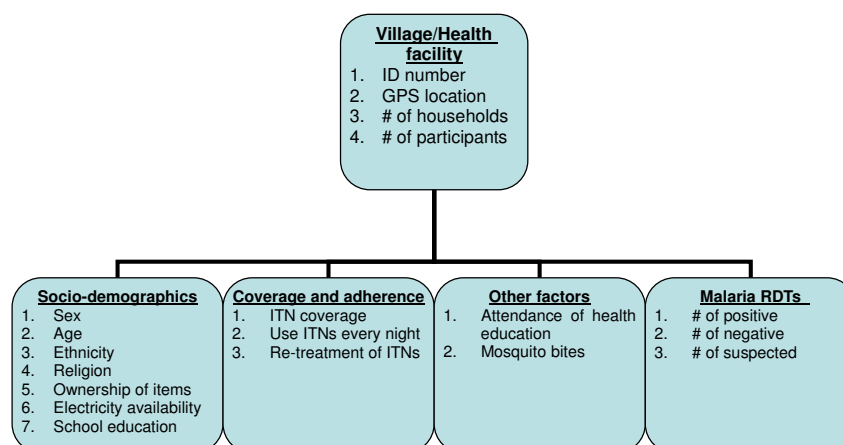 Village/Health
facility
1. ID number
2. GPS location
3. # of households
4. # of participants
Socio-demographics
1. Sex
2. Age
3. Ethnicity
4. Religion
5. Ownership of items
6. Electricity availability
7. School education
Coverage and adherence
1. ITN coverage
2. Use ITNs every night
3. Re-treatment of ITNs
Other factors
1. Attendance of health
education
2. Mosquito bites
Malaria RDTs
1. # of positive
2. # of negative
3. # of suspected